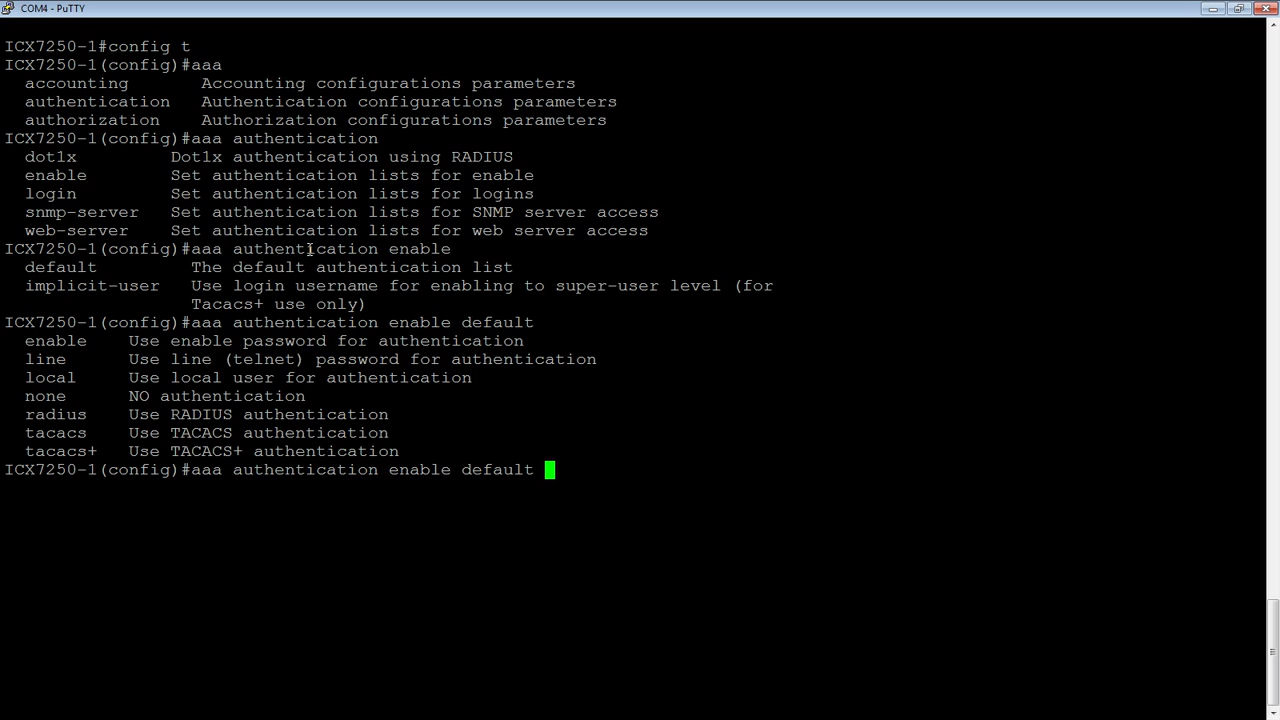 COM4 - PuTTY
ICX7250-1#config t
ICX7250-1(config)#aaa
accounting Accounting configurations parameters
authentication Authentication configurations parameters
authorization Authorization configurations parameters
ICX7250-1(config)#aaa authentication
dot1x Dot1x authentication using RADIUS
enable Set authentication lists for enable
login Set authentication lists for logins
snmp-server Set authentication lists for SNMP server access
web-server Set authentication lists for web server access
ICX7250-1(config)#aaa authentication enable
default The default authentication list
implicit-user Use login username for enabling to super-user level (for
Tacacs+ use only)
ICX7250-1(config)#aaa authentication enable default
enable Use enable password for authentication
line Use line (telnet) password for authentication
local Use local user for authentication
none NO authentication
radius Use RADIUS authentication
tacacs Use TACACS authentication
tacacs+ Use TACACS+ authentication
ICX7250-1(config)#aaa authentication enable default